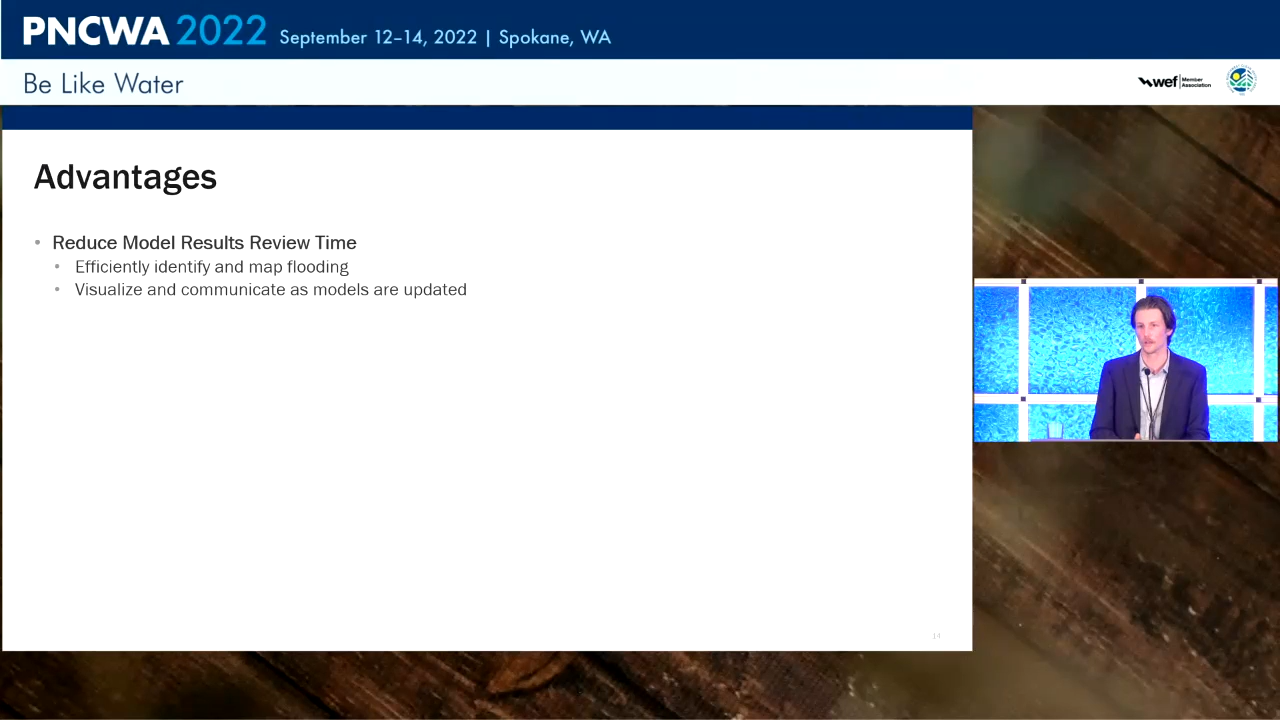 PNCWA 2022 September 12–14, 2022 | Spokane, WA
Be Like Water
wef Member Association
Advantages
• Reduce Model Results Review Time
• Efficiently identify and map flooding
• Visualize and communicate as models are updated
14